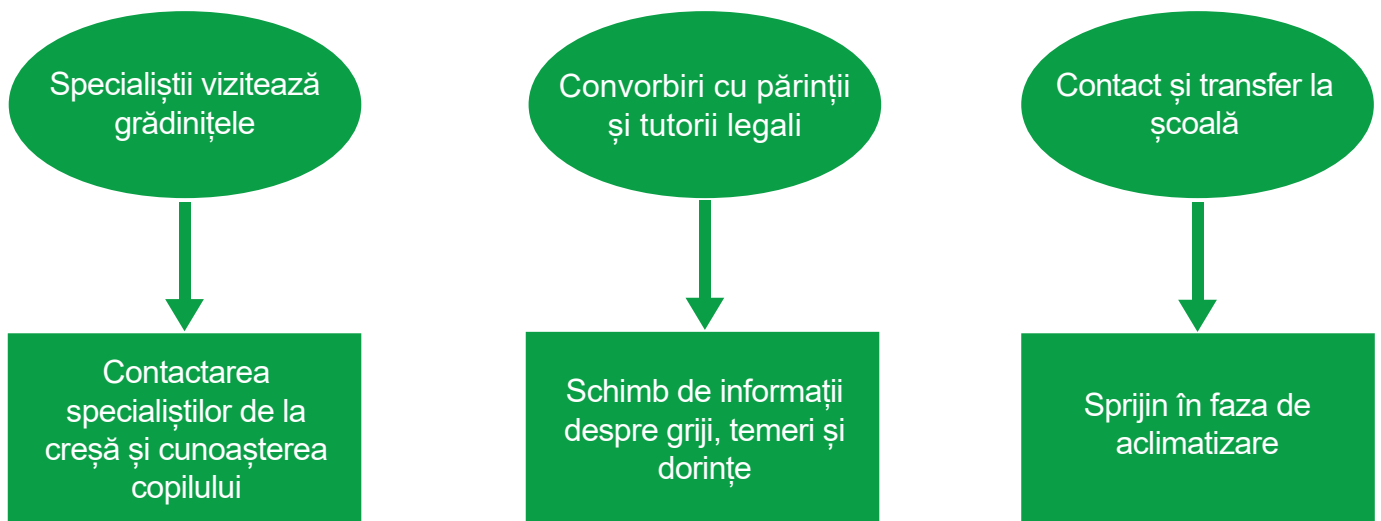 Specialiștii vizitează
grădinițele
Convorbiri cu părinții
și tutorii legali
Contact și transfer la
școală
Contactarea
specialiștilor de la
creșă și cunoașterea
copilului
Schimb de informații
despre griji, temeri și
dorințe
Sprijin în faza de
aclimatizare